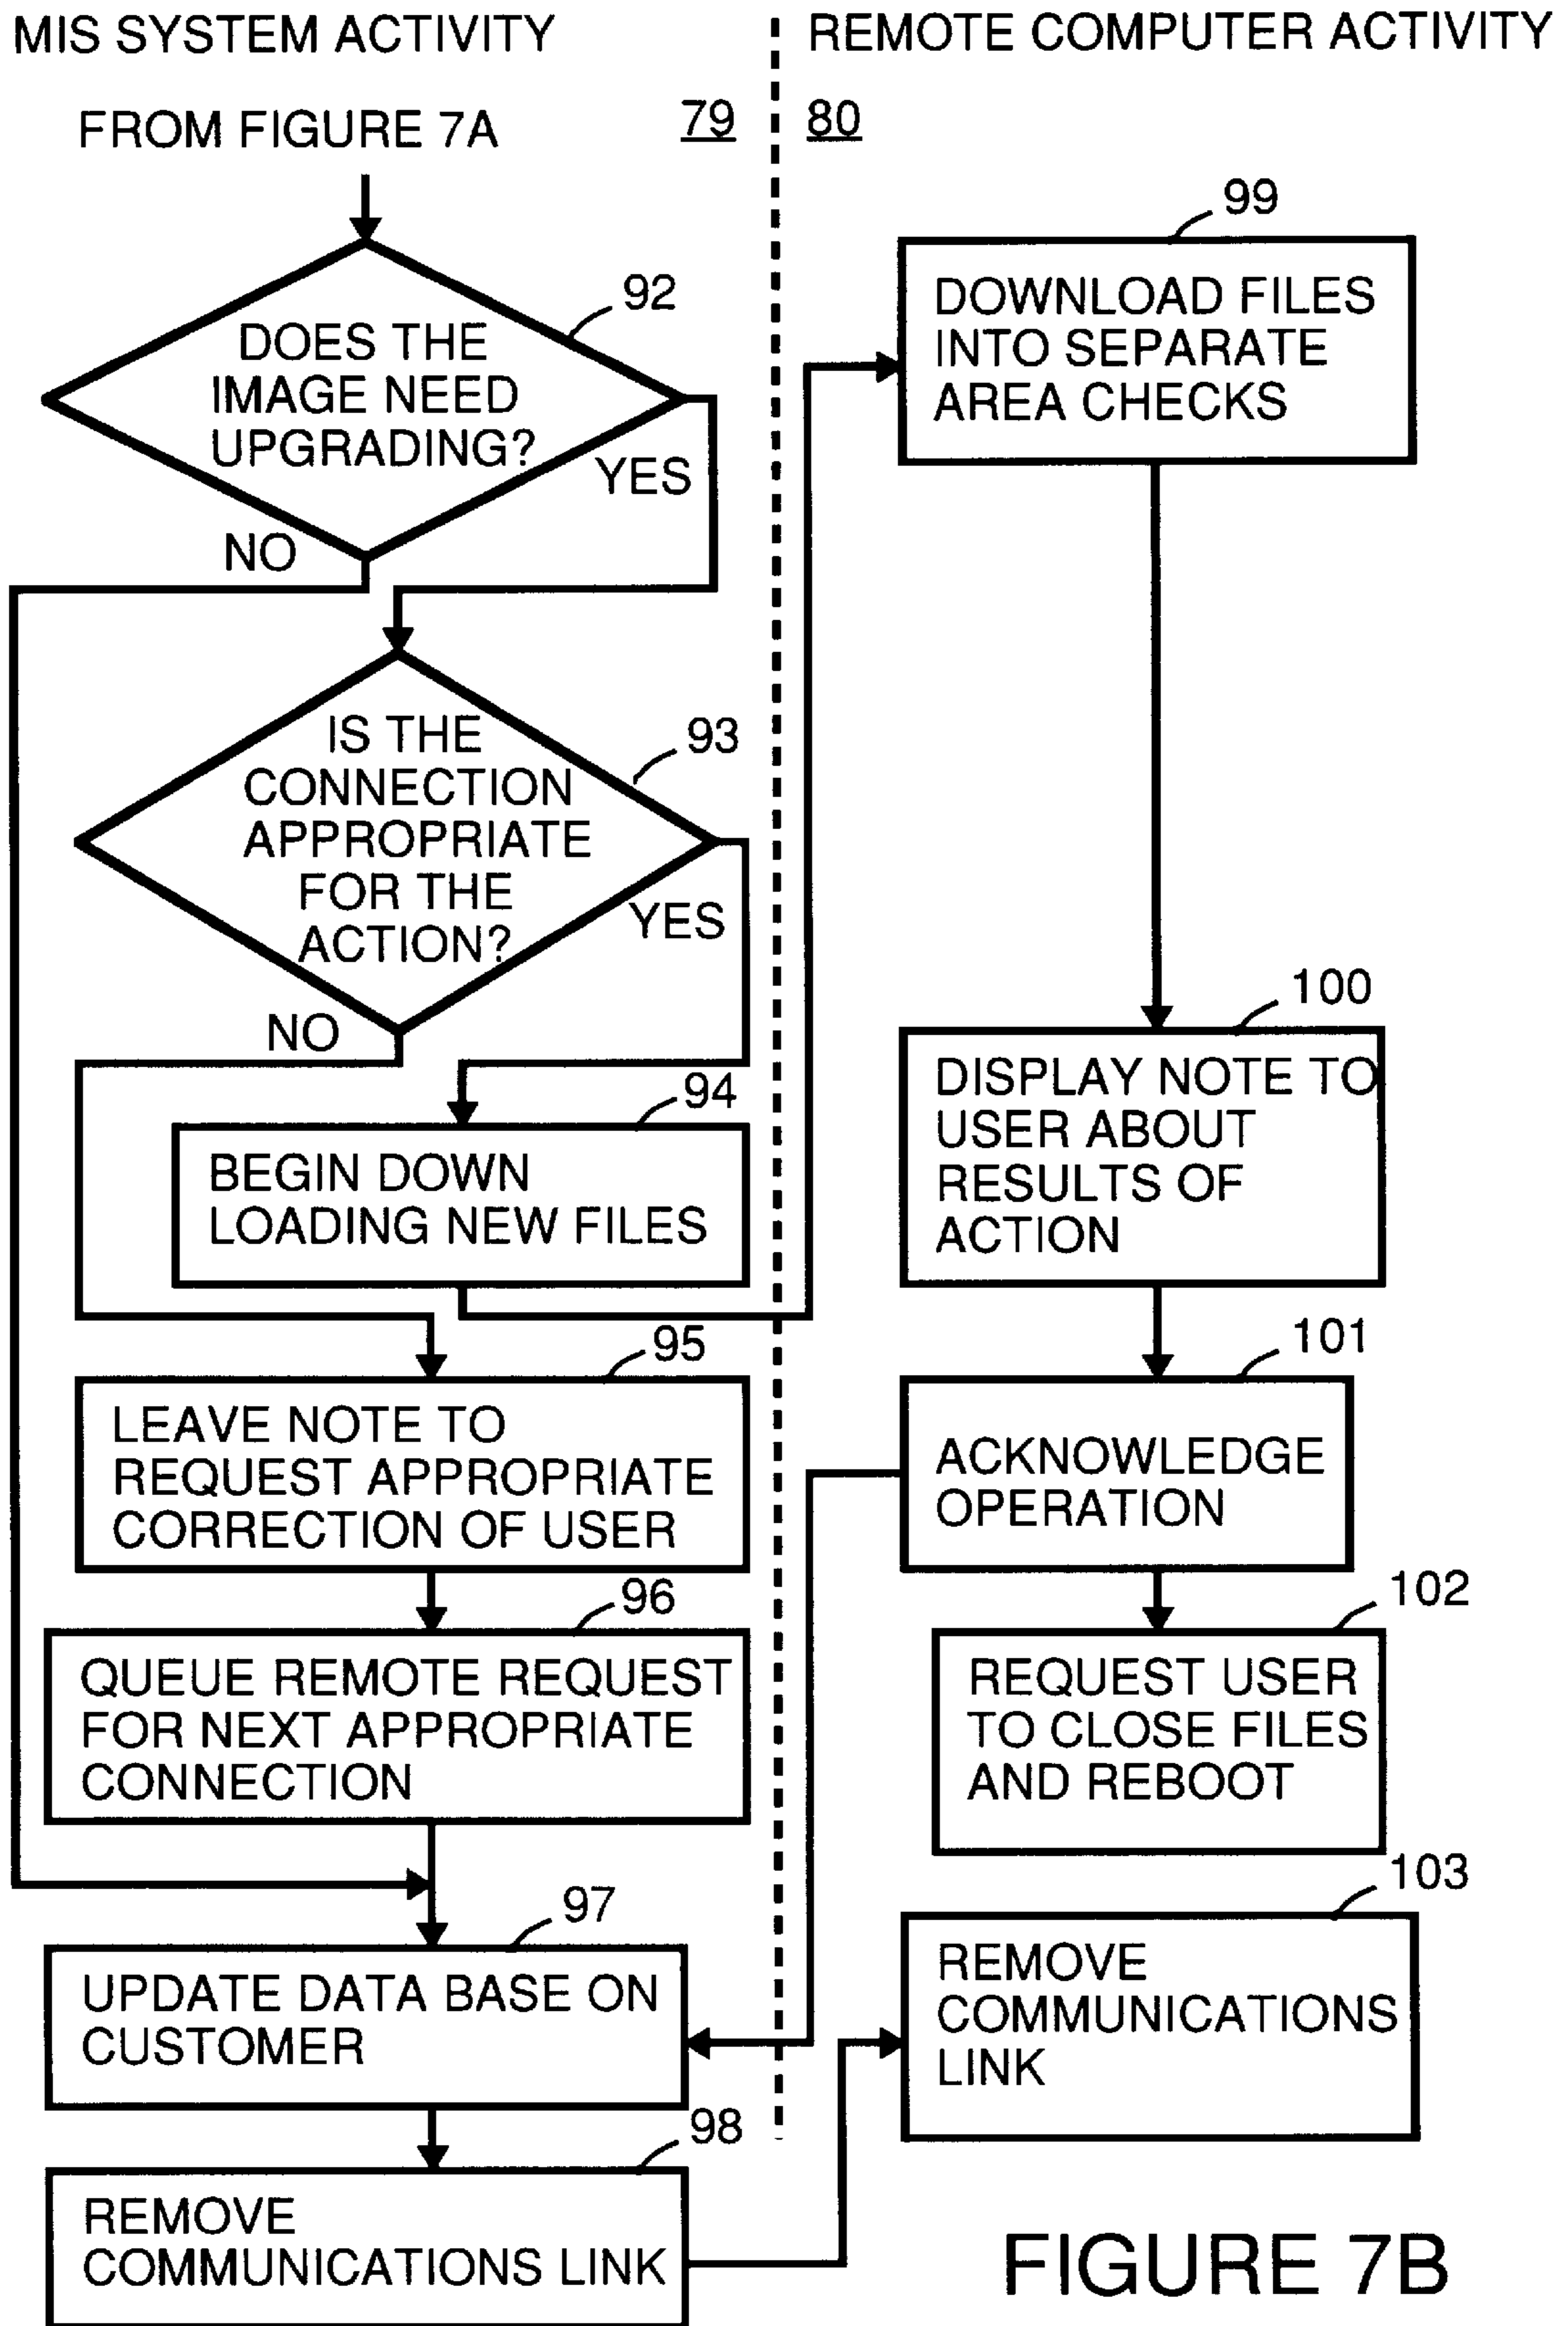 MIS SYSTEM ACTIVITY
REMOTE COMPUTER ACTIVITY
FROM FIGURE 7A
79
80
92
DOES THE
IMAGE NEED
UPGRADING?
YES
NO
93
IS THE
CONNECTION
APPROPRIATE
FOR THE
ACTION?
YES
NO
94
BEGIN DOWN
LOADING NEW FILES
95
LEAVE NOTE TO
REQUEST APPROPRIATE
CORRECTION OF USER
96
QUEUE REMOTE REQUEST
FOR NEXT APPROPRIATE
CONNECTION
97
UPDATE DATA BASE ON
CUSTOMER
98
REMOVE
COMMUNICATIONS LINK
99
DOWNLOAD FILES
INTO SEPARATE
AREA CHECKS
100
DISPLAY NOTE TO
USER ABOUT
RESULTS OF
ACTION
101
ACKNOWLEDGE
OPERATION
102
REQUEST USER
TO CLOSE FILES
AND REBOOT
103
REMOVE
COMMUNICATIONS
LINK
FIGURE 7B